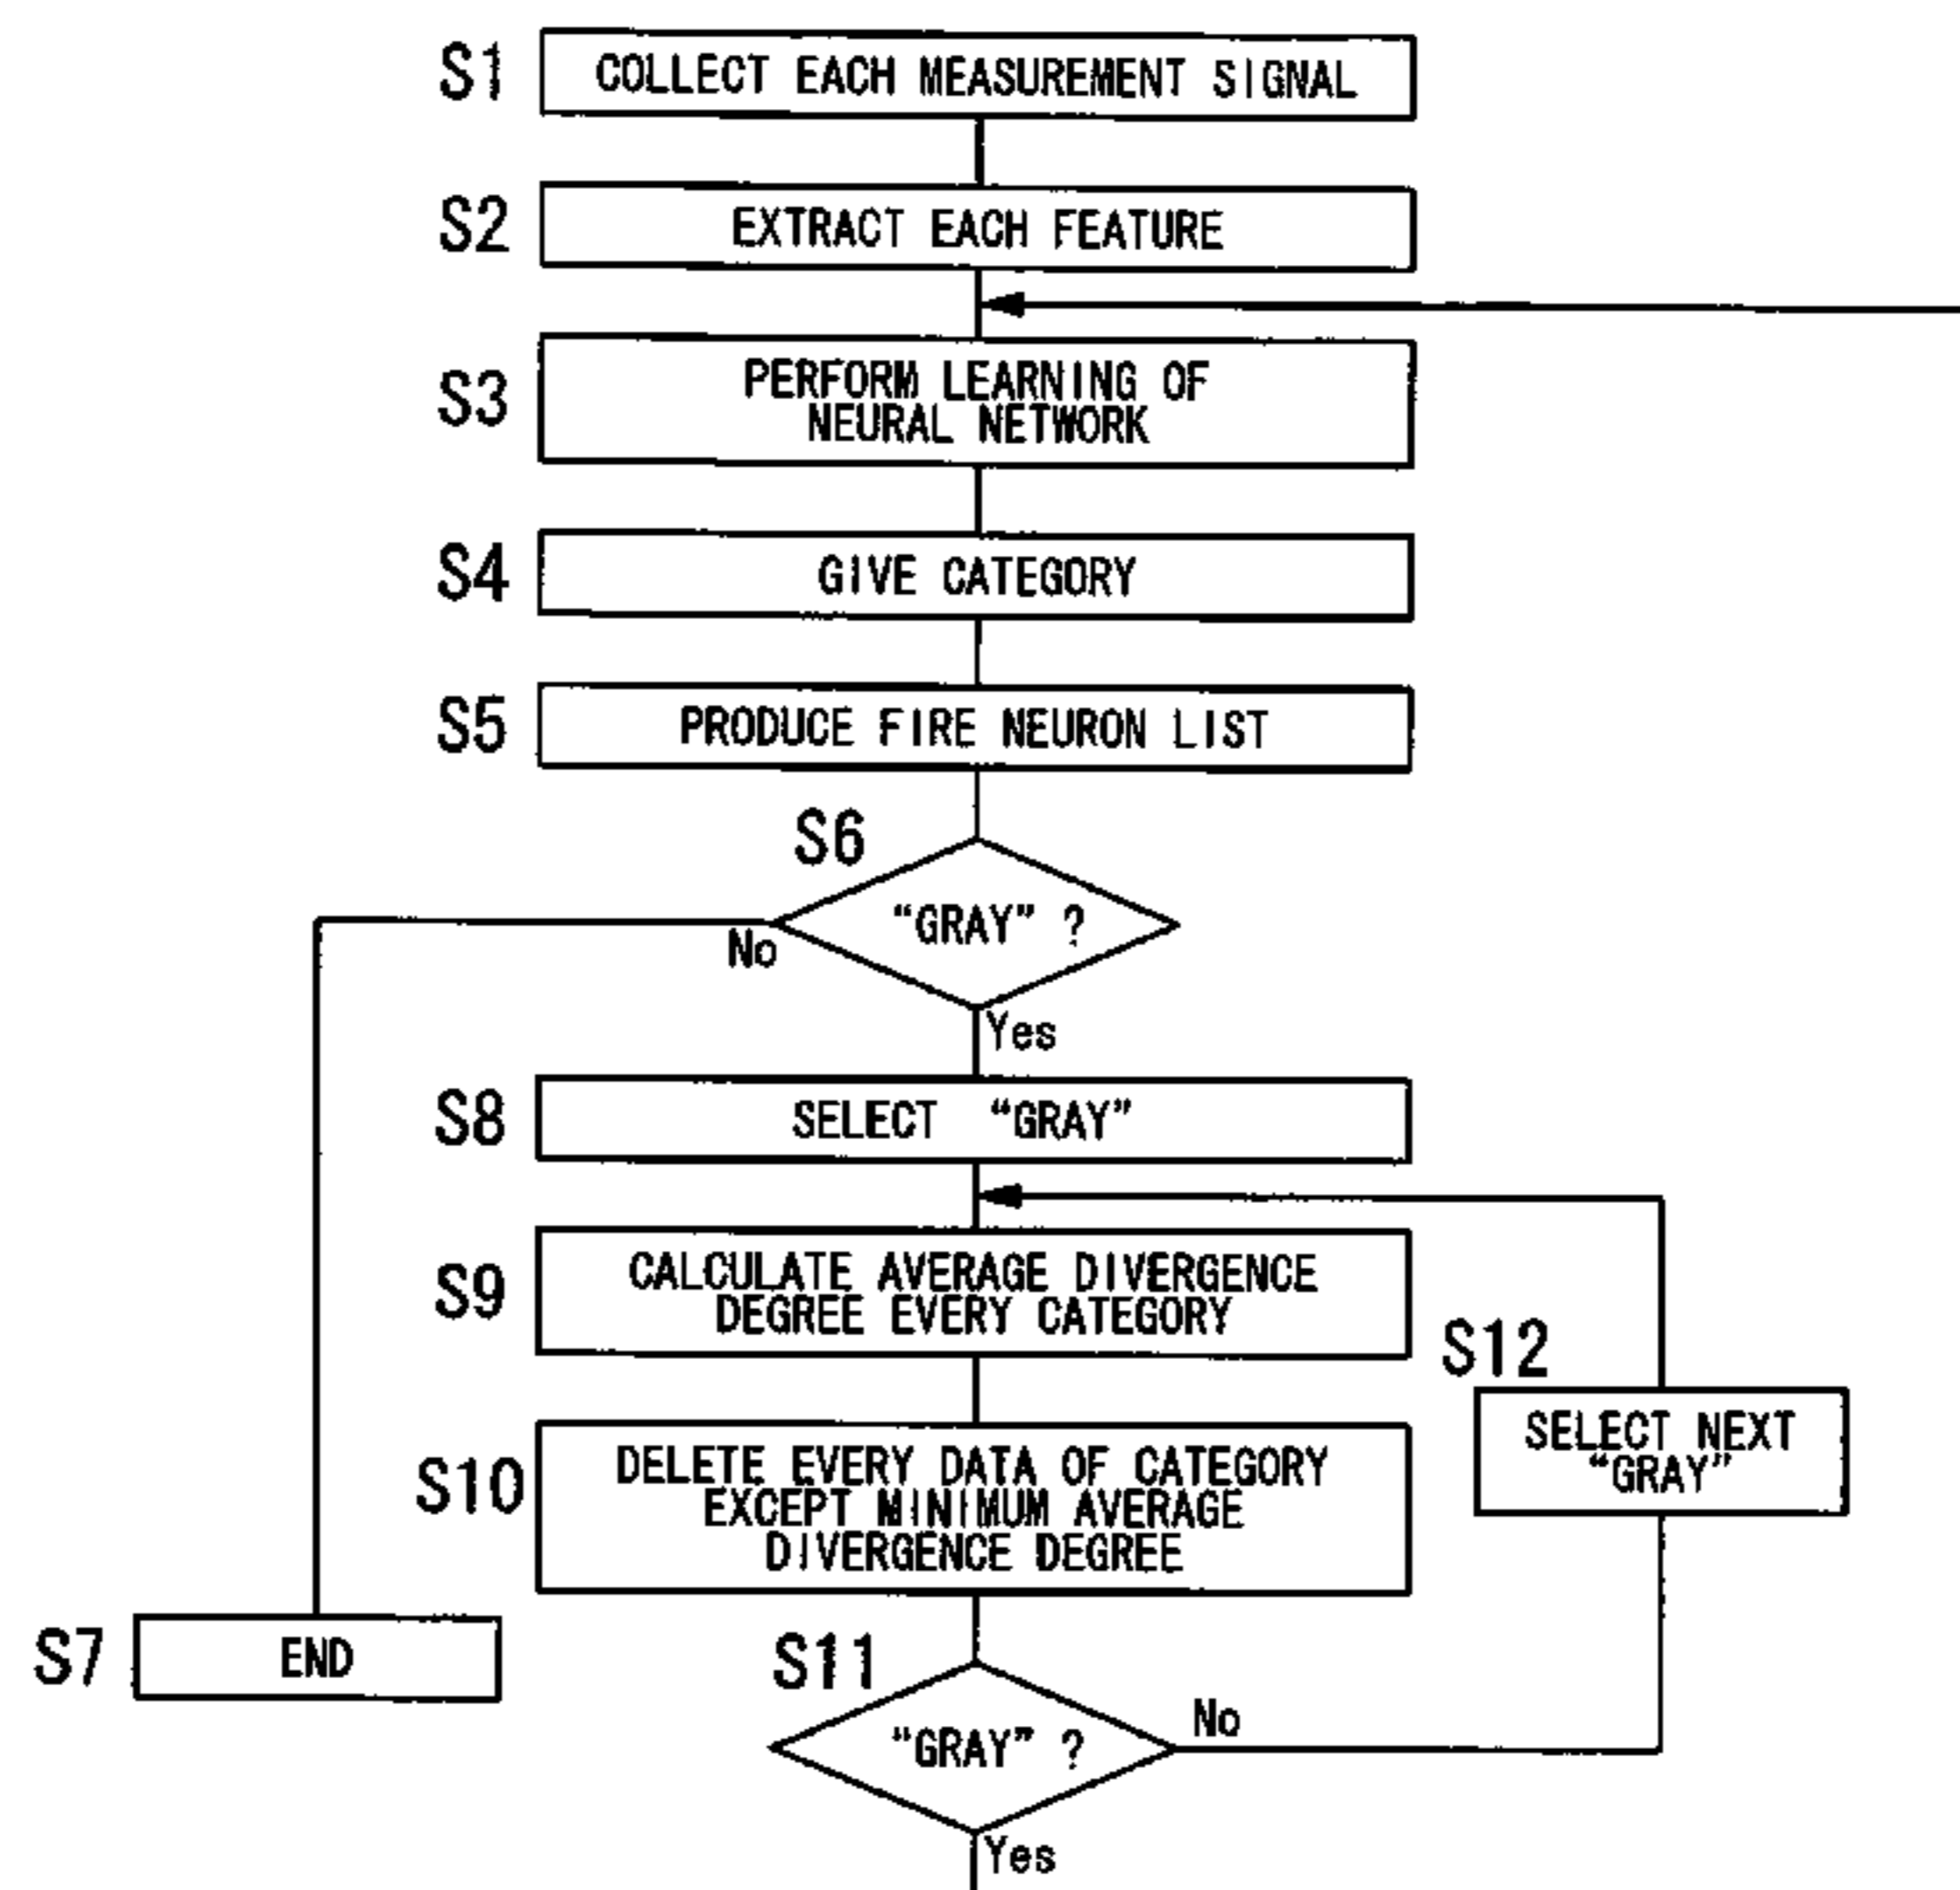 S1
COLLECT EACH MEASUREMENT SIGNAL
S2
EXTRACT EACH FEATURE
S3
PERFORM LEARNING OF
NEURAL NETWORK
S4
GIVE CATEGORY
S5
PRODUCE FIRE NEURON LIST
S6
“GRAY” ?
No
Yes
S8
SELECT “GRAY”
S9
CALCULATE AVERAGE DIVERGENCE
DEGREE EVERY CATEGORY
S12
SELECT NEXT
“GRAY”
S10
DELETE EVERY DATA OF CATEGORY
EXCEPT MINIMUM AVERAGE
DIVERGENCE DEGREE
S7
END
S11
“GRAY” ?
No
Yes